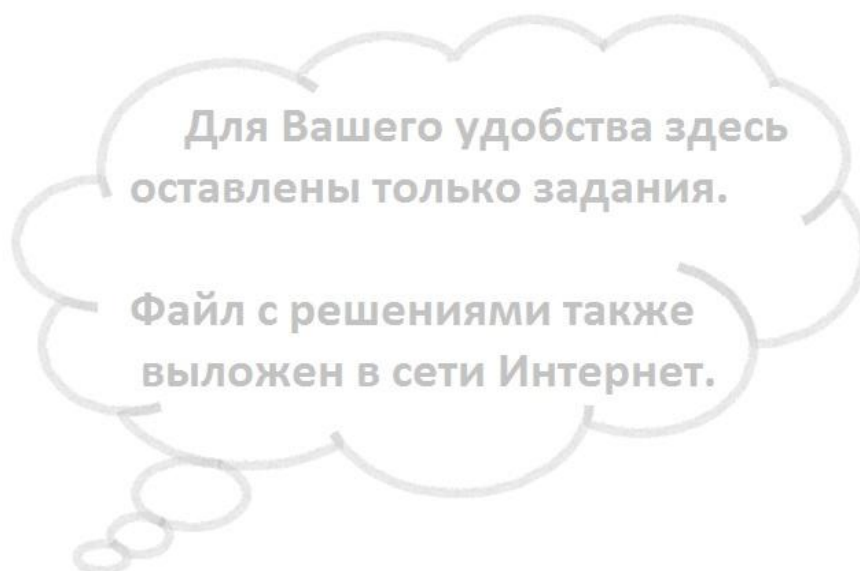 Для Вашего удобства здесь
оставлены только задания.
Файл с решениями также
выложен в сети Интернет.